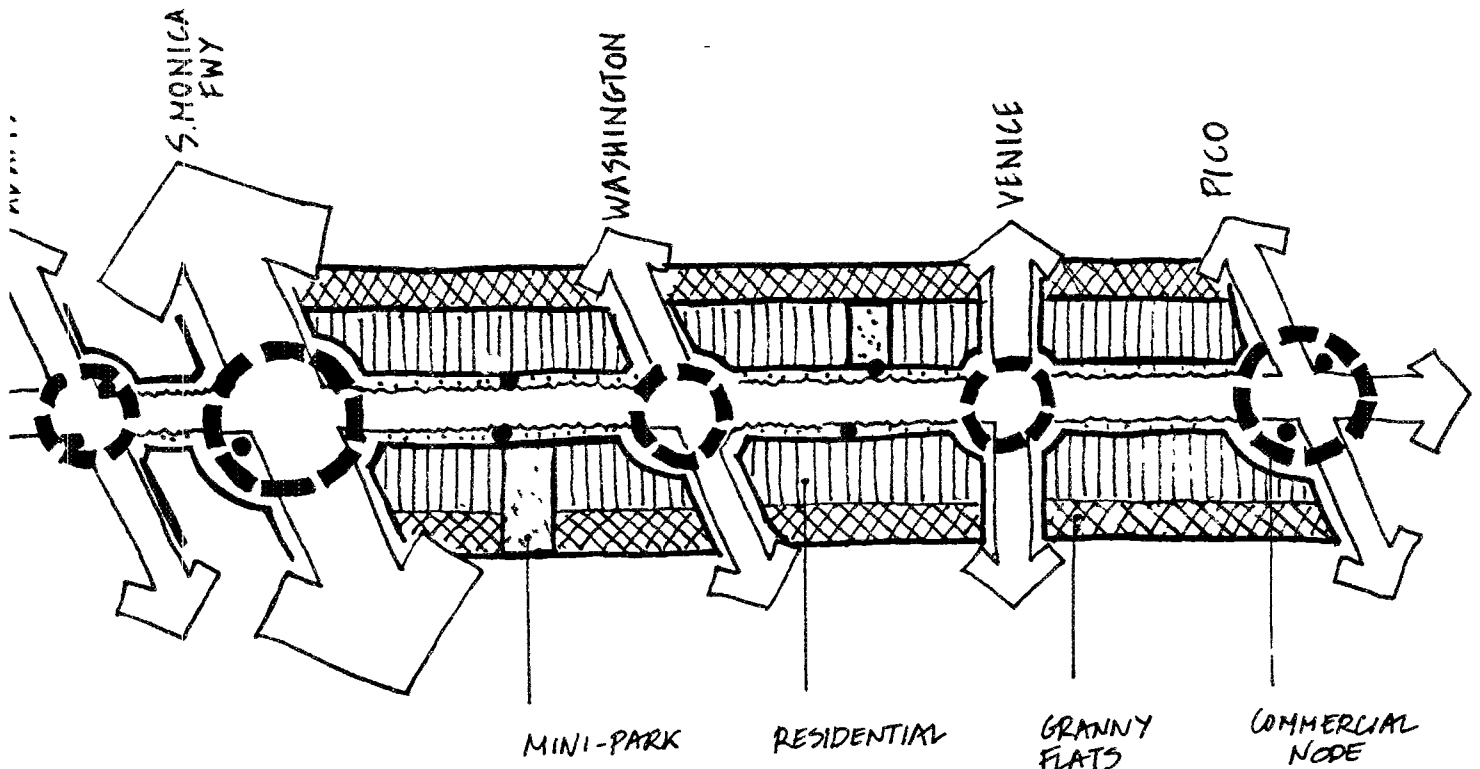 S. MONICA
FWY
WASHINGTON
VENICE
PICO
MINI-PARK
RESIDENTIAL
GRANNY
FLATS
COMMERCIAL
NODE